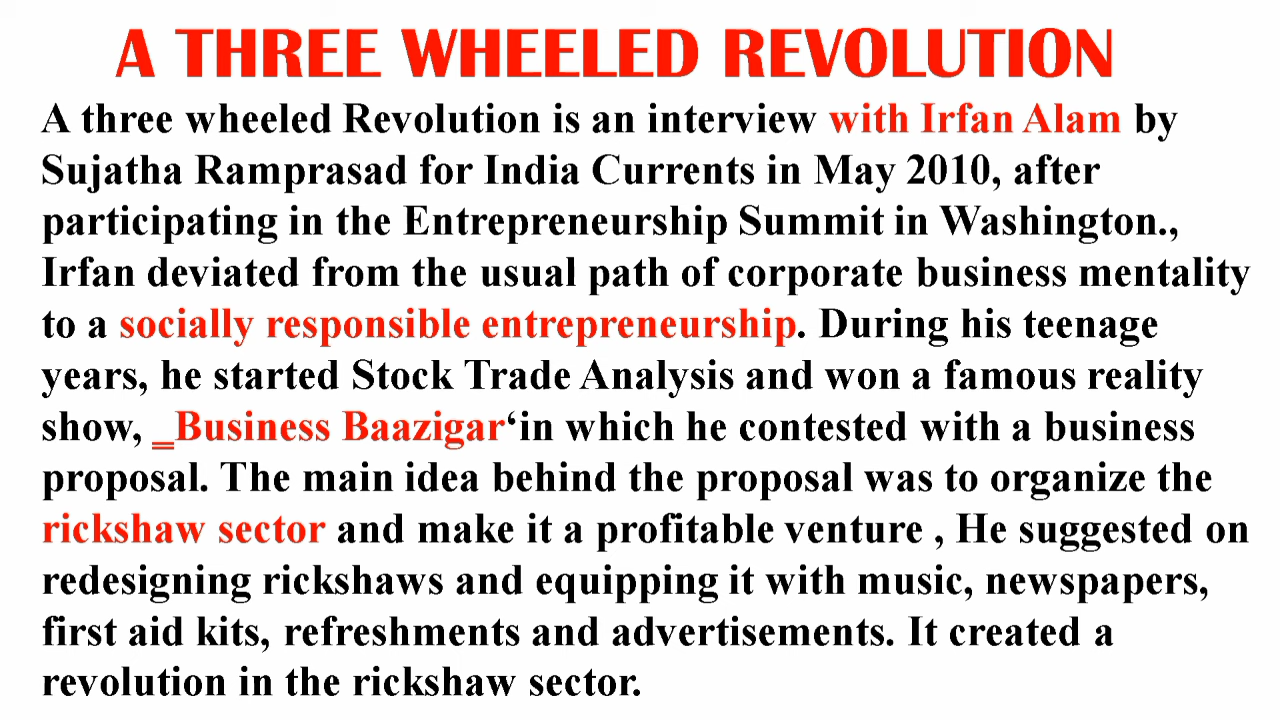 A THREE WHEELED REVOLUTION
A three wheeled Revolution is an interview with Irfan Alam by
Sujatha Ramprasad for India Currents in May 2010, after
participating in the Entrepreneurship Summit in Washington.,
Irfan deviated from the usual path of corporate business mentality
to a socially responsible entrepreneurship. During his teenage
years, he started Stock Trade Analysis and won a famous reality
show, ‗Business Baazigar‘in which he contested with a business
proposal. The main idea behind the proposal was to organize the
rickshaw sector and make it a profitable venture , He suggested on
redesigning rickshaws and equipping it with music, newspapers,
first aid kits, refreshments and advertisements. It created a
revolution in the rickshaw sector.